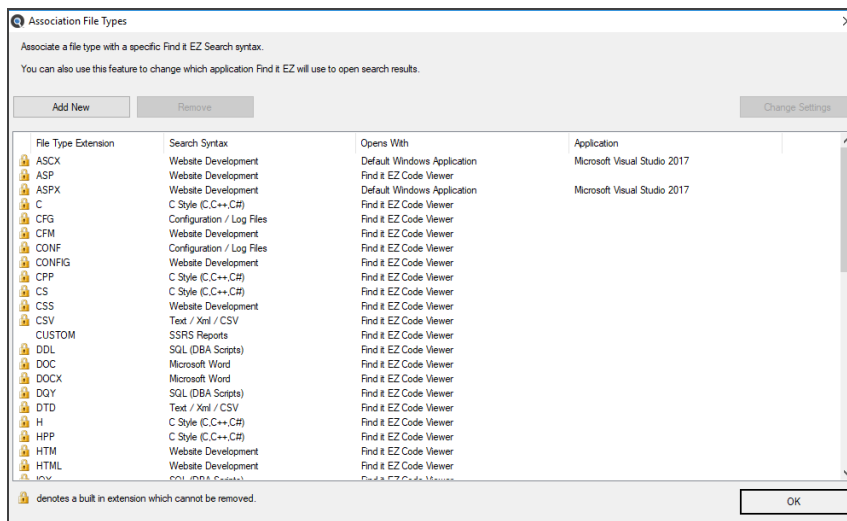 Association File Types
Associate a file type with a specific Find it EZ Search syntax.
You can also use this feature to change which application Find it EZ will use to open search results.
Add New Remove Change Settings
File Type Extension Search Syntax Opens With Application
ASCX Website Development Default Windows Application Microsoft Visual Studio 2017
ASP Website Development Find it EZ Code Viewer
ASPX Website Development Default Windows Application Microsoft Visual Studio 2017
C C Style (C,C++,C#) Find it EZ Code Viewer
CFG Configuration / Log Files Find it EZ Code Viewer
CFM Website Development Find it EZ Code Viewer
CONF Configuration / Log Files Find it EZ Code Viewer
CONFIG Website Development Find it EZ Code Viewer
CPP C Style (C,C++,C#) Find it EZ Code Viewer
CS C Style (C,C++,C#) Find it EZ Code Viewer
CSS Website Development Find it EZ Code Viewer
CSV Text / Xml / CSV Find it EZ Code Viewer
CUSTOM SSRS Reports Find it EZ Code Viewer
DDL SQL (DBA Scripts) Find it EZ Code Viewer
DOC Microsoft Word Find it EZ Code Viewer
DOCX Microsoft Word Find it EZ Code Viewer
DQY SQL (DBA Scripts) Find it EZ Code Viewer
DTD Text / Xml / CSV Find it EZ Code Viewer
H C Style (C,C++,C#) Find it EZ Code Viewer
HPP C Style (C,C++,C#) Find it EZ Code Viewer
HTM Website Development Find it EZ Code Viewer
HTML Website Development Find it EZ Code Viewer
SQL (DBA Scripts) Find it EZ Code Viewer
denotes a built in extension which cannot be removed.
OK